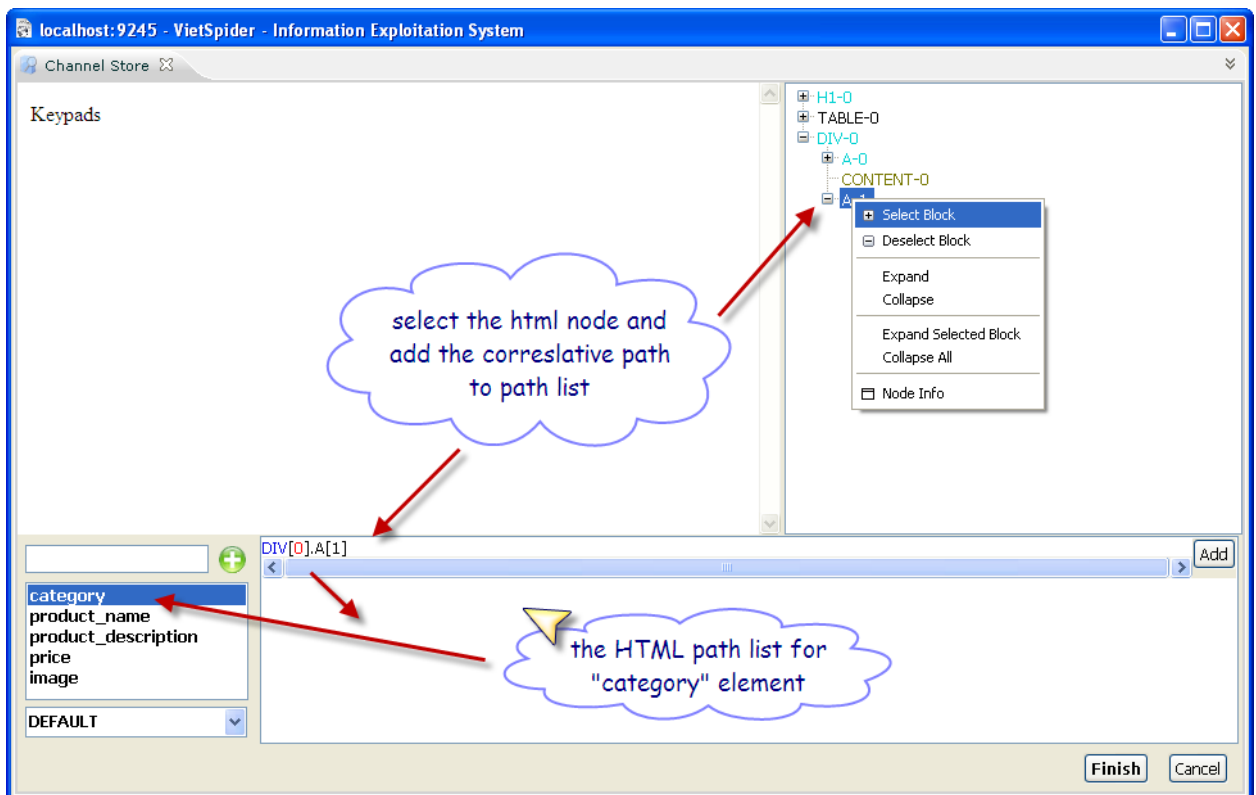 localhost:9245 - VietSpider - Information Exploitation System
Channel Store
Keypads
H1-0
TABLE-0
DIV-0
A-0
CONTENT-0
A-1
Select Block
Deselect Block
Expand
Collapse
Expand Selected Block
Collapse All
Node Info
select the html node and
add the correslative path
to path list
DIV[0].A[1]
Add
category
product_name
product_description
price
image
the HTML path list for
"category" element
DEFAULT
Finish
Cancel